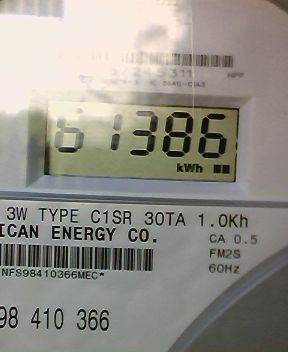 61386
kWh
3W TYPE C1SR 30TA 1.0Kh
ICAN ENERGY CO.
CA 0.5
FM2S
NFS98410366MEC*
60Hz
98 410 366